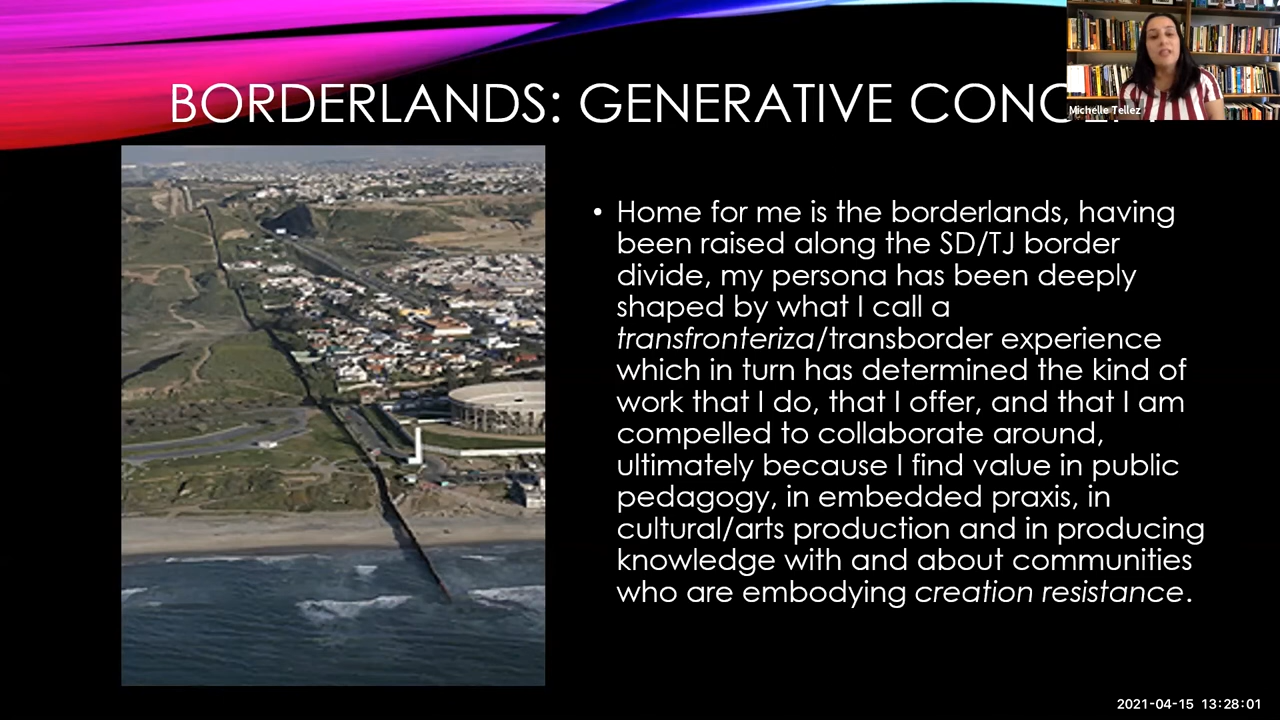 Michelle Tellez
BORDERLANDS: GENERATIVE
• Home for me is the borderlands, having
been raised along the SD/TJ border
divide, my persona has been deeply
shaped by what I call a
transfronteriza/transborder experience
which in turn has determined the kind of
work that I do, that I offer, and that I am
compelled to collaborate around,
ultimately because I find value in public
pedagogy, in embedded praxis, in
cultural/arts production and in producing
knowledge with and about communities
who are embodying creation resistance.
2021-04-15 13:28:01